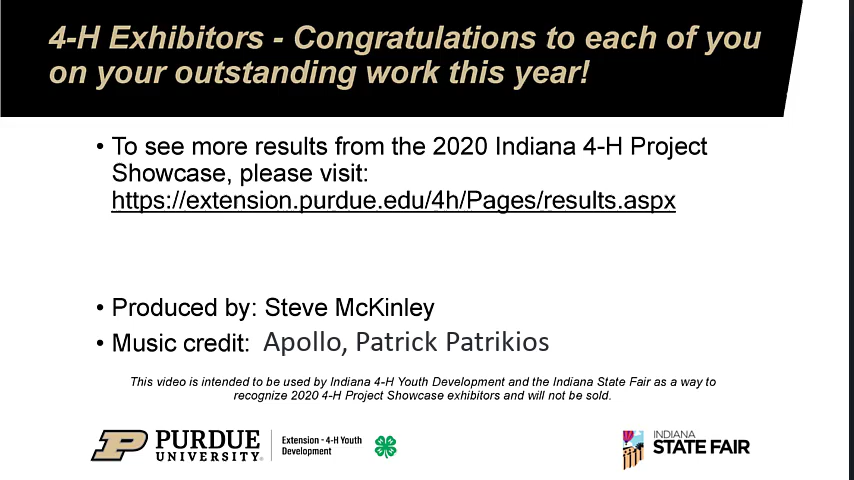 4-H Exhibitors - Congratulations to each of you
on your outstanding work this year!
• To see more results from the 2020 Indiana 4-H Project
Showcase, please visit:
https://extension.purdue.edu/4h/Pages/results.aspx
• Produced by: Steve McKinley
• Music credit: Apollo, Patrick Patrikios
This video is intended to be used by Indiana 4-H Youth Development and the Indiana State Fair as a way to
recognize 2020 4-H Project Showcase exhibitors and will not be sold.
PURDUE
UNIVERSITY
Extension - 4-H Youth
Development
INDIANA
STATE FAIR